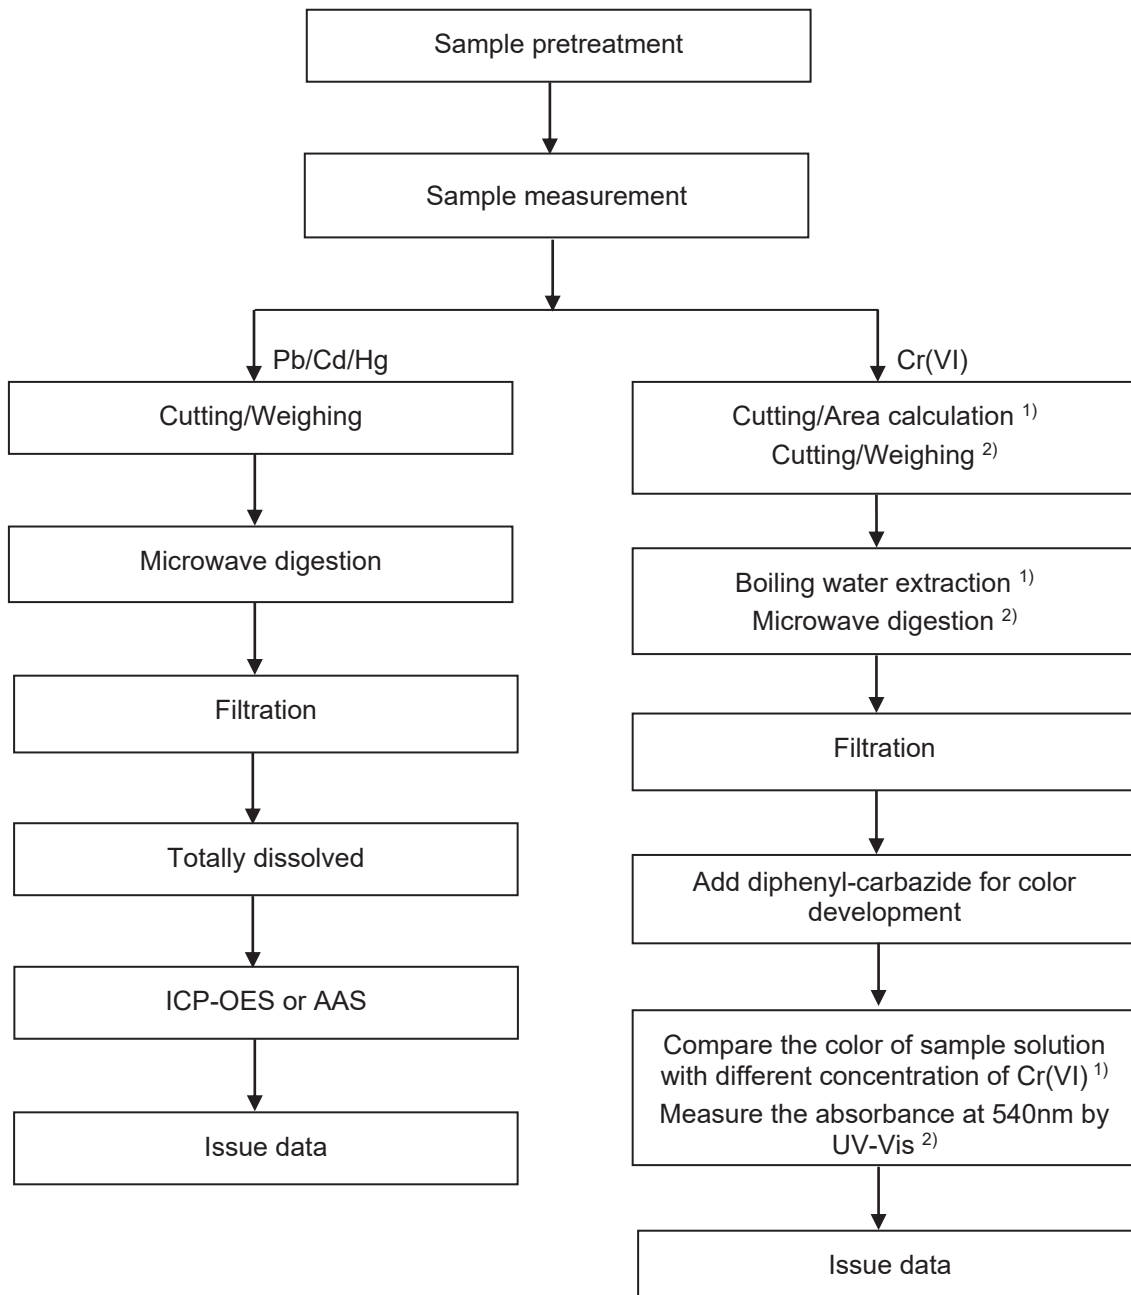 Sample pretreatment
Sample measurement
Pb/Cd/Hg
Cutting/Weighing
Microwave digestion
Filtration
Totally dissolved
ICP-OES or AAS
Issue data
Cr(VI)
Cutting/Area calculation 1)
Cutting/Weighing 2)
Boiling water extraction 1)
Microwave digestion 2)
Filtration
Add diphenyl-carbazide for color
development
Compare the color of sample solution
with different concentration of Cr(VI) 1)
Measure the absorbance at 540nm by
UV-Vis 2)
Issue data